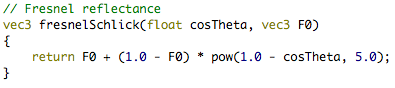 // Fresnel reflectance
vec3 fresnelSchlick(float cosTheta, vec3 F0)
{
    return F0 + (1.0 - F0) * pow(1.0 - cosTheta, 5.0);
}